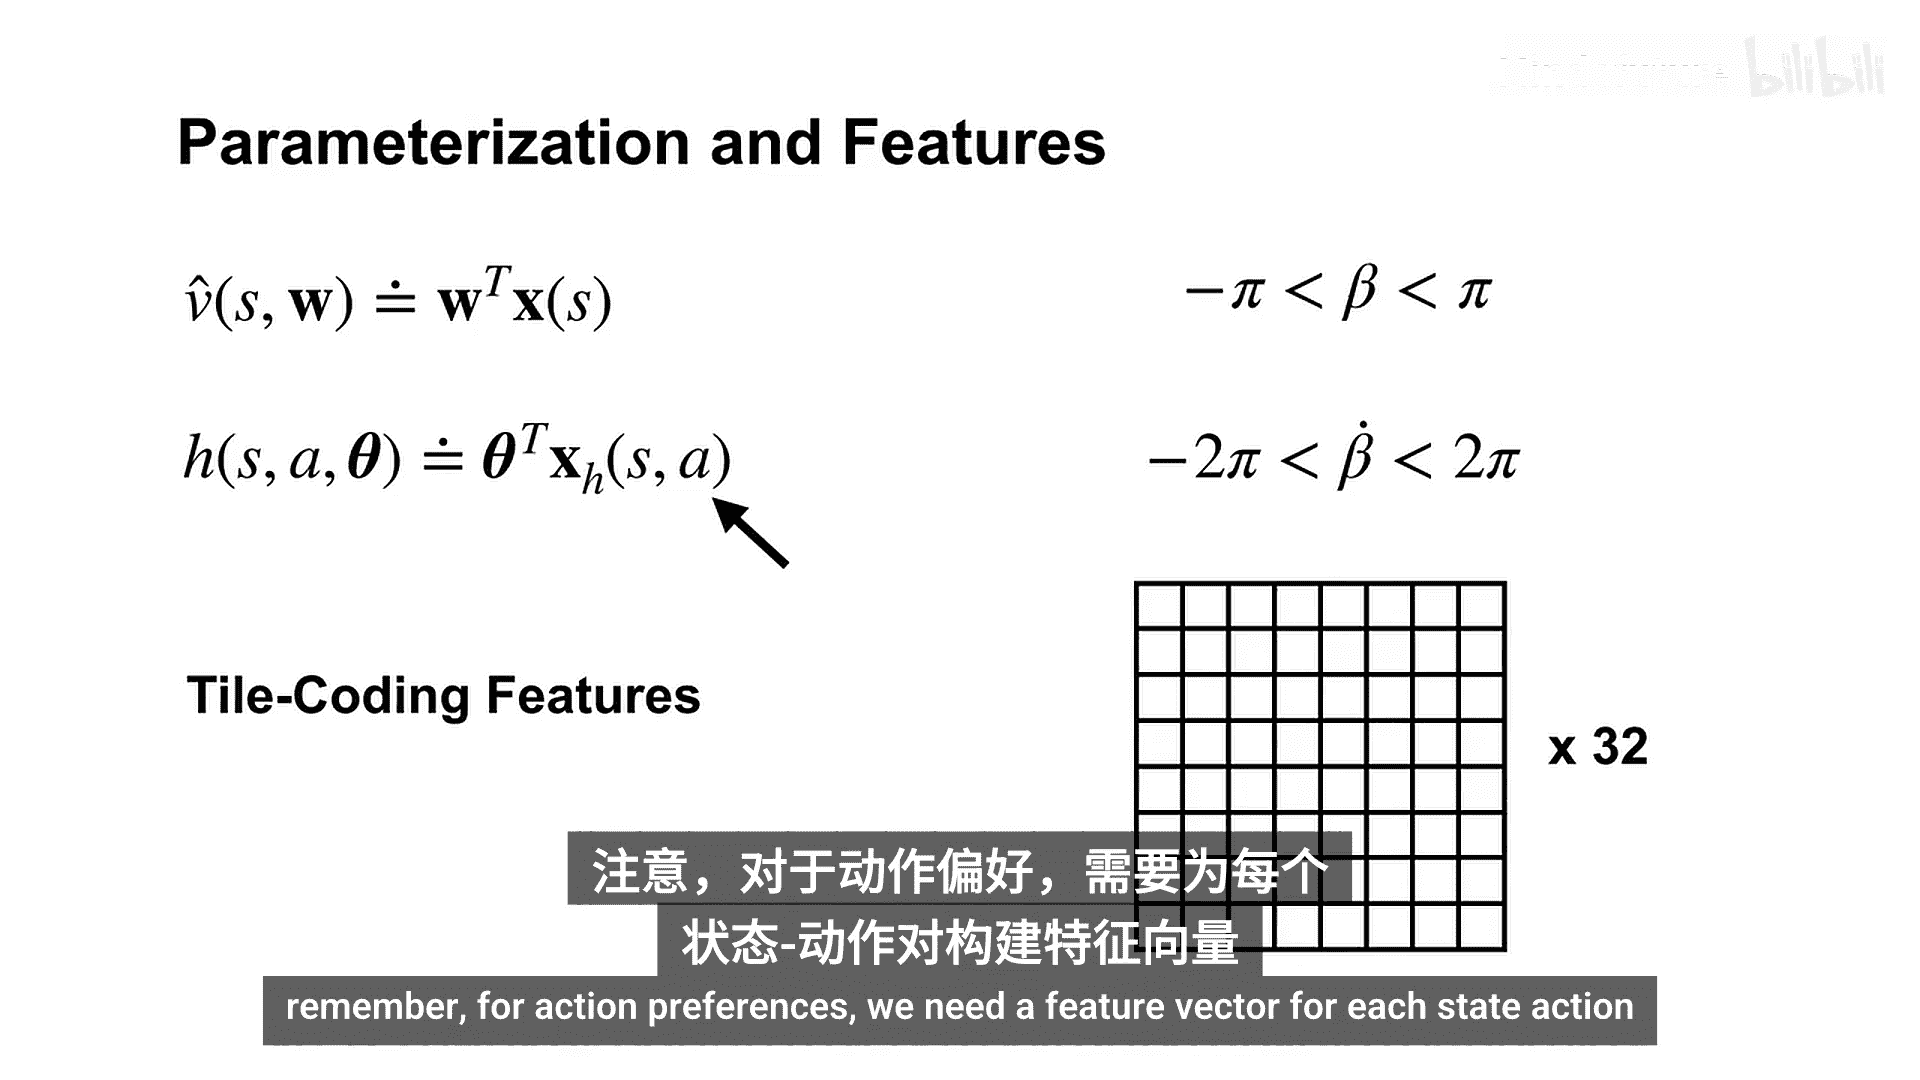 bilibili
Parameterization and Features
v̂(s, w) ≐ wᵀx(s)
−π < β < π
h(s, a, θ) ≐ θᵀxₕ(s, a)
−2π < β̇ < 2π
Tile-Coding Features
x 32
注意，对于动作偏好，需要为每个
状态-动作对构建特征向量
remember, for action preferences, we need a feature vector for each state action